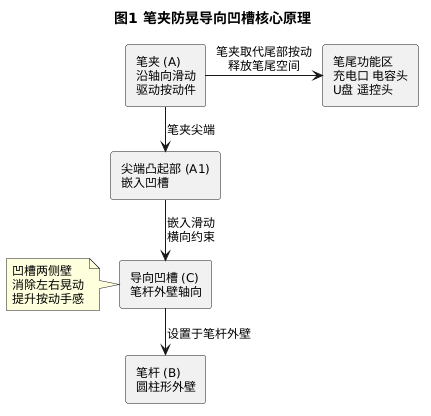 图1 笔夹防晃导向凹槽核心原理
笔夹 (A)
沿轴向滑动
驱动按动件
笔夹取代尾部按动
释放笔尾空间
笔尾功能区
充电口 电容头
U盘 遥控头
笔夹尖端
尖端凸起部 (A1)
嵌入凹槽
嵌入滑动
横向约束
凹槽两侧壁
消除左右晃动
提升按动手感
导向凹槽 (C)
笔杆外壁轴向
设置于笔杆外壁
笔杆 (B)
圆柱形外壁